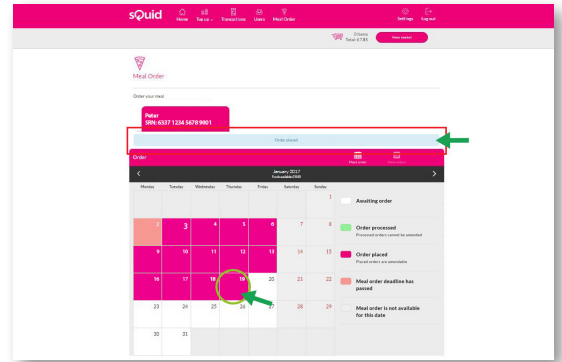 sQuid
Home Top up Transactions Users Meal Order Settings Log out
Total: £7.85 View basket
Meal Order
Order your meal
Peter
SRN: 6337 1234 5678 9001
Order placed
Order
January 2017
Monday Tuesday Wednesday Thursday Friday Saturday Sunday
1
2 3 4 5 6 7 8
9 10 11 12 13 14 15
16 17 18 19 20 21 22
23 24 25 26 27 28 29
30 31
Awaiting order
Order processed
Processed orders cannot be amended
Order placed
Placed orders are amendable
Meal order deadline has
passed
Meal order is not available
for this date